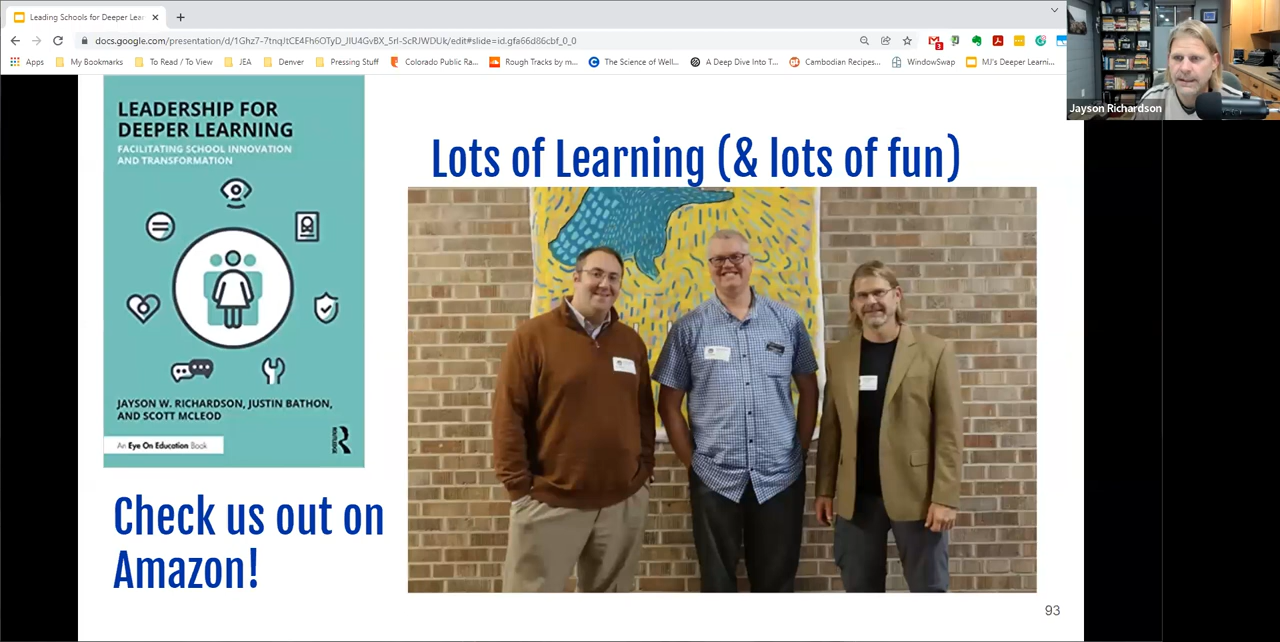 Leading Schools for Deeper Lear
docs.google.com/presentation/d/1Ghz7-7tnqJtCE4Fh6OTyD_JIU4GvBX_5rI-ScRJWDUk/edit#slide=id.gfa66d86cbf_0_0
Apps My Bookmarks To Read / To View JEA Denver Pressing Stuff Colorado Public Ra... Rough Tracks by m... The Science of Well... A Deep Dive Into T... Cambodian Recipes... WindowSwap MJ's Deeper Learni...
3
Jayson Richardson
LEADERSHIP FOR
DEEPER LEARNING
FACILITATING SCHOOL INNOVATION
AND TRANSFORMATION
JAYSON W. RICHARDSON, JUSTIN BATHON,
AND SCOTT MCLEOD
An Eye On Education Book
ROUTLEDGE
Lots of Learning (& lots of fun)
Check us out on
Amazon!
93